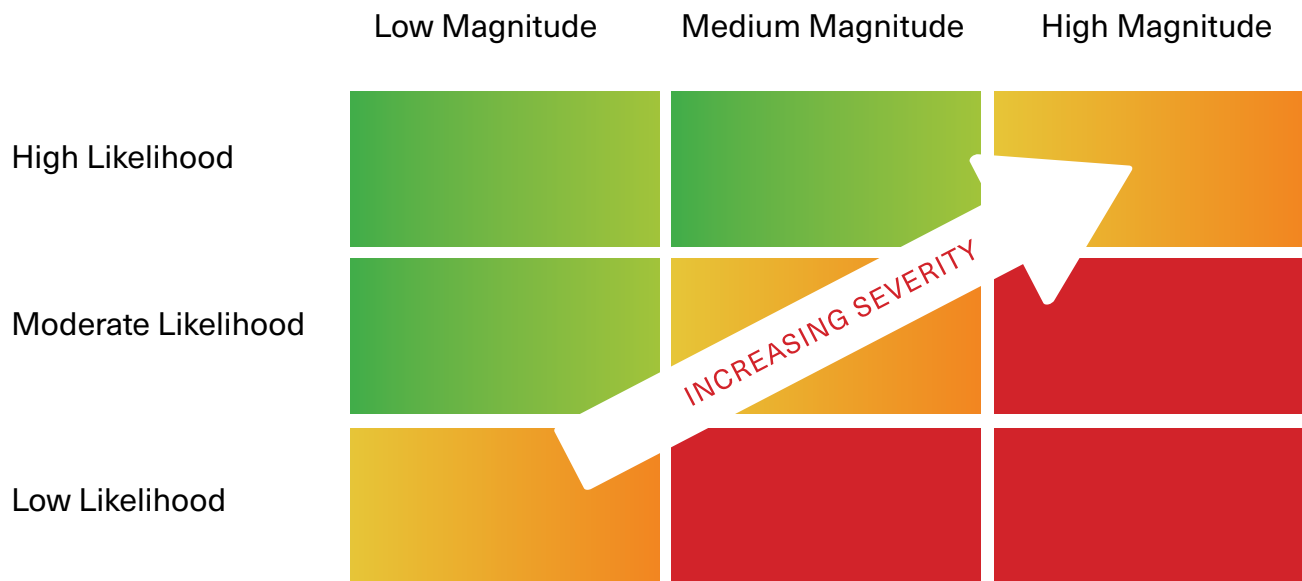 Low Magnitude Medium Magnitude High Magnitude
High Likelihood
INCREASING SEVERITY
Moderate Likelihood
Low Likelihood